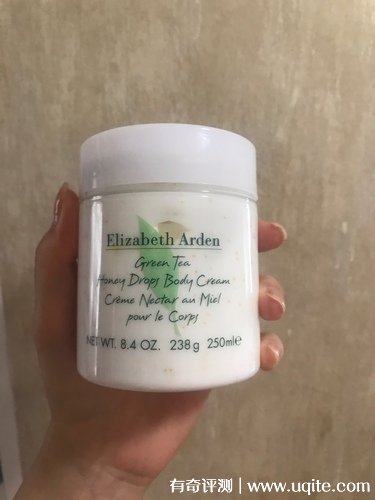 Elizabeth Arden
Green Tea
Honey Drops Body Cream
Crème Nectar au Miel
pour le Corps
NET WT. 8.4 OZ. 238g 250mle
有奇评测 | www.uqite.com